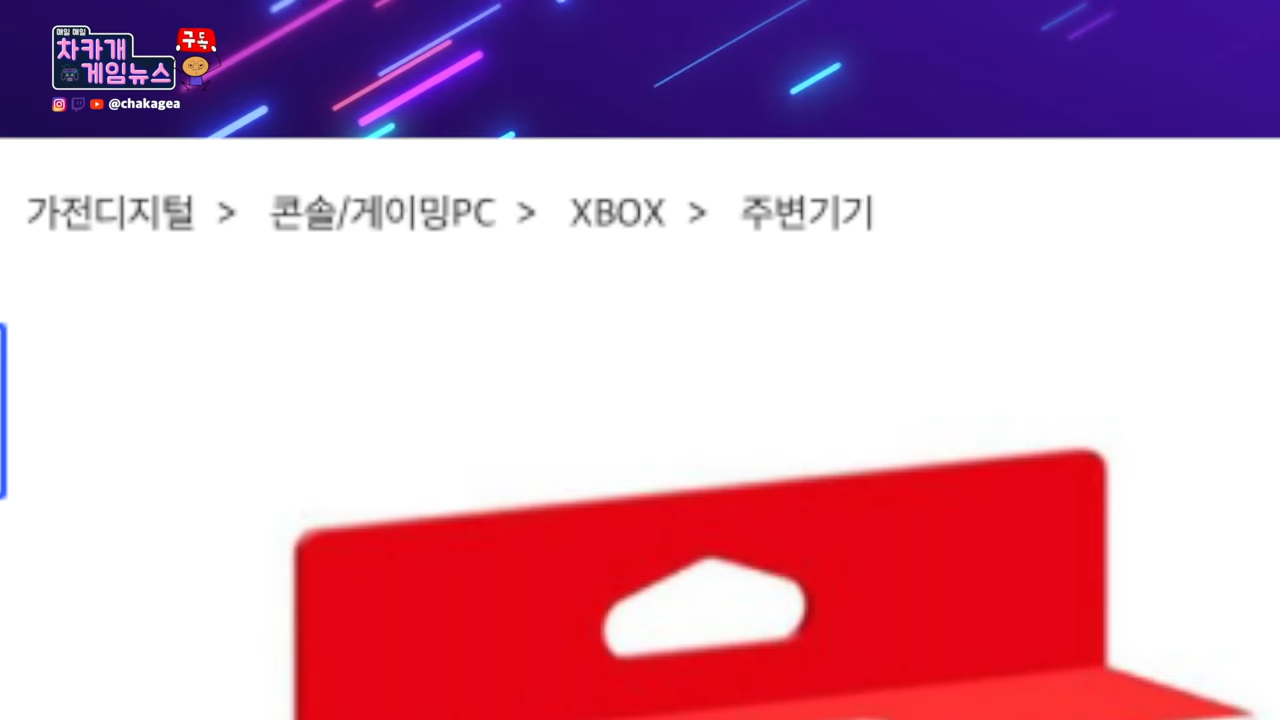 매일 매일
차카개
게임뉴스
구독
@chakagea
가전디지털 > 콘솔/게이밍PC > XBOX > 주변기기